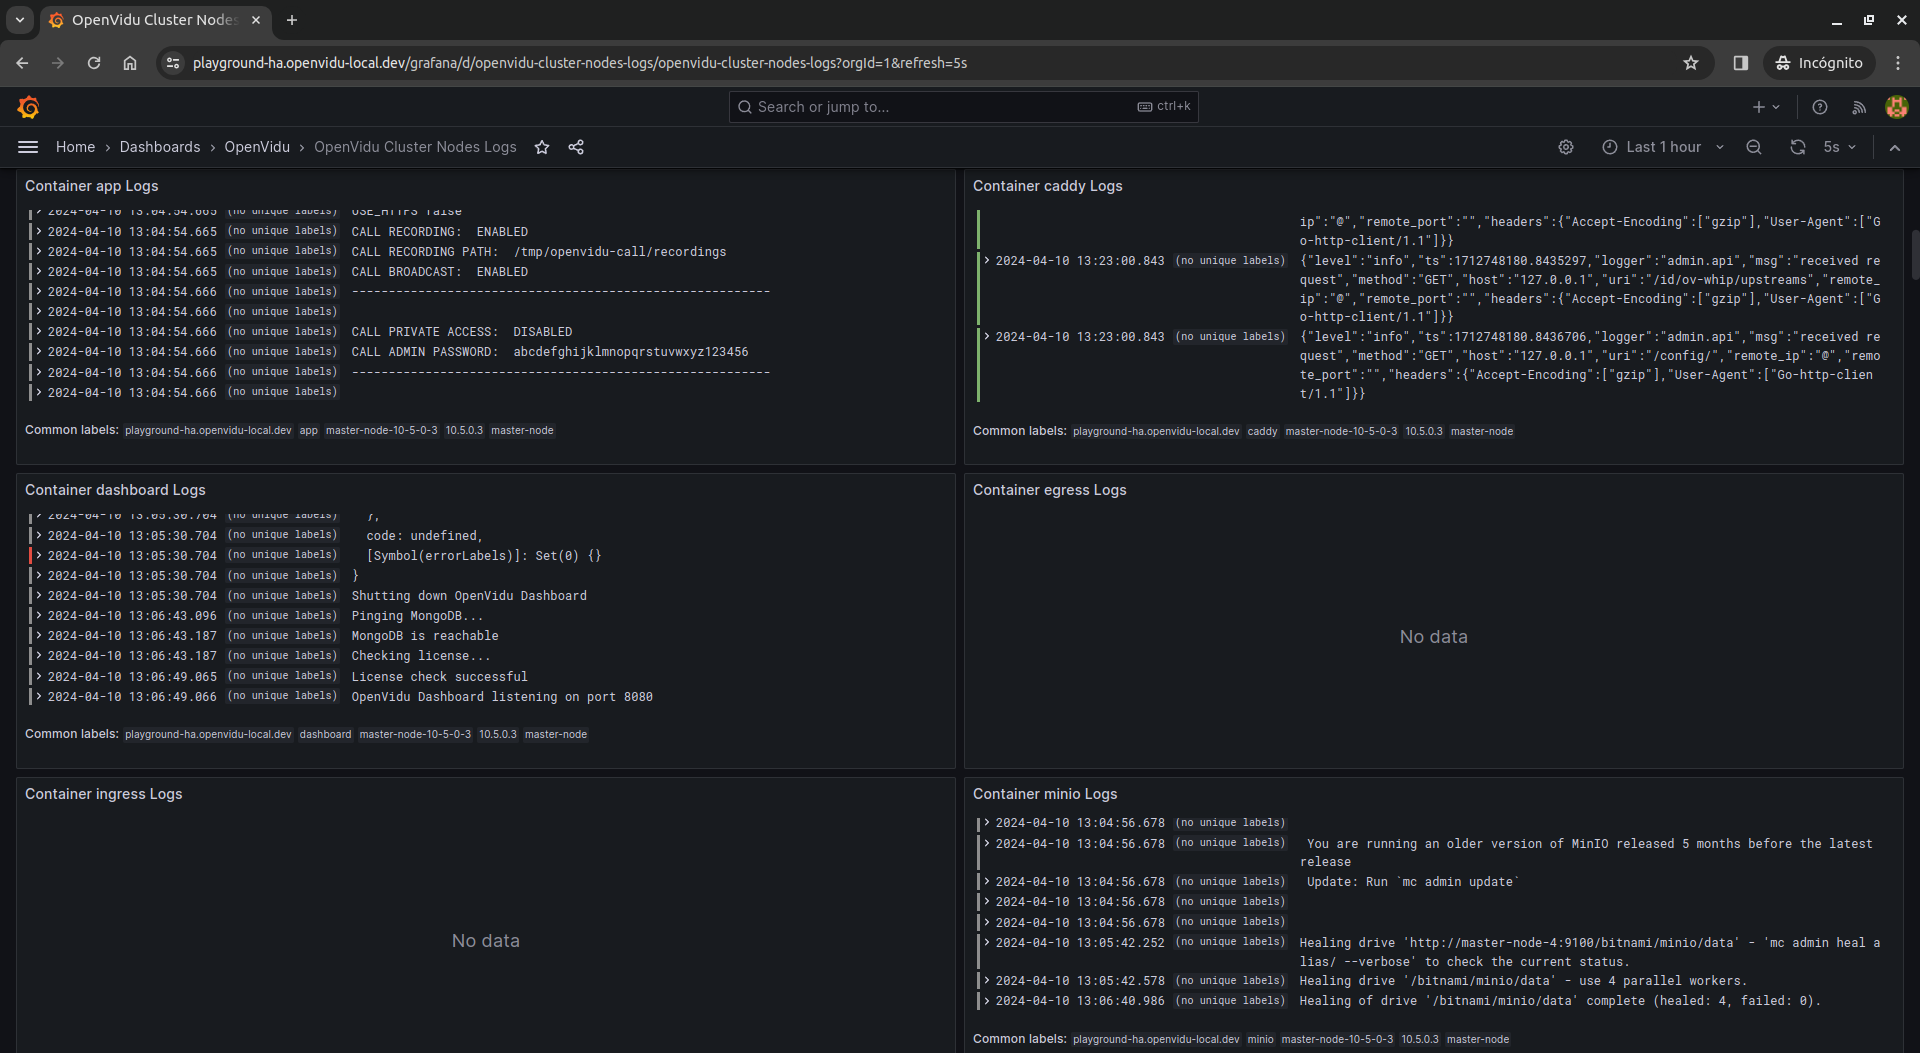 OpenVidu Cluster Nodes
playground-ha.openvidu-local.dev/grafana/d/openvidu-cluster-nodes-logs/openvidu-cluster-nodes-logs?orgId=1&refresh=5s
Incógnito
Search or jump to...
ctrl+k
Home › Dashboards › OpenVidu › OpenVidu Cluster Nodes Logs
Last 1 hour
5s
Container app Logs
2024-04-10 13:04:54.665 (no unique labels) USE_HTTPS false
2024-04-10 13:04:54.665 (no unique labels) CALL RECORDING:  ENABLED
2024-04-10 13:04:54.665 (no unique labels) CALL RECORDING PATH:  /tmp/openvidu-call/recordings
2024-04-10 13:04:54.665 (no unique labels) CALL BROADCAST:  ENABLED
2024-04-10 13:04:54.666 (no unique labels) ---------------------------------------------------------
2024-04-10 13:04:54.666 (no unique labels)
2024-04-10 13:04:54.666 (no unique labels) CALL PRIVATE ACCESS:  DISABLED
2024-04-10 13:04:54.666 (no unique labels) CALL ADMIN PASSWORD:  abcdefghijklmnopqrstuvwxyz123456
2024-04-10 13:04:54.666 (no unique labels) ---------------------------------------------------------
2024-04-10 13:04:54.666 (no unique labels)
Common labels: playground-ha.openvidu-local.dev app master-node-10-5-0-3 10.5.0.3 master-node
Container caddy Logs
ip":"@","remote_port":"","headers":{"Accept-Encoding":["gzip"],"User-Agent":["G
o-http-client/1.1"]}}
2024-04-10 13:23:00.843 (no unique labels) {"level":"info","ts":1712748180.8435297,"logger":"admin.api","msg":"received re
quest","method":"GET","host":"127.0.0.1","uri":"/id/ov-whip/upstreams","remote_
ip":"@","remote_port":"","headers":{"Accept-Encoding":["gzip"],"User-Agent":["G
o-http-client/1.1"]}}
2024-04-10 13:23:00.843 (no unique labels) {"level":"info","ts":1712748180.8436706,"logger":"admin.api","msg":"received re
quest","method":"GET","host":"127.0.0.1","uri":"/config/","remote_ip":"@","remo
te_port":"","headers":{"Accept-Encoding":["gzip"],"User-Agent":["Go-http-clien
t/1.1"]}}
Common labels: playground-ha.openvidu-local.dev caddy master-node-10-5-0-3 10.5.0.3 master-node
Container dashboard Logs
2024-04-10 13:05:30.704 (no unique labels) },
2024-04-10 13:05:30.704 (no unique labels) code: undefined,
2024-04-10 13:05:30.704 (no unique labels) [Symbol(errorLabels)]: Set(0) {}
2024-04-10 13:05:30.704 (no unique labels) }
2024-04-10 13:05:30.704 (no unique labels) Shutting down OpenVidu Dashboard
2024-04-10 13:06:43.096 (no unique labels) Pinging MongoDB...
2024-04-10 13:06:43.187 (no unique labels) MongoDB is reachable
2024-04-10 13:06:43.187 (no unique labels) Checking license...
2024-04-10 13:06:49.065 (no unique labels) License check successful
2024-04-10 13:06:49.066 (no unique labels) OpenVidu Dashboard listening on port 8080
Common labels: playground-ha.openvidu-local.dev dashboard master-node-10-5-0-3 10.5.0.3 master-node
Container egress Logs
No data
Container ingress Logs
No data
Container minio Logs
2024-04-10 13:04:56.678 (no unique labels)
2024-04-10 13:04:56.678 (no unique labels) You are running an older version of MinIO released 5 months before the latest
release
2024-04-10 13:04:56.678 (no unique labels) Update: Run `mc admin update`
2024-04-10 13:04:56.678 (no unique labels)
2024-04-10 13:04:56.678 (no unique labels)
2024-04-10 13:05:42.252 (no unique labels) Healing drive 'http://master-node-4:9100/bitnami/minio/data' - 'mc admin heal a
lias/ --verbose' to check the current status.
2024-04-10 13:05:42.578 (no unique labels) Healing drive '/bitnami/minio/data' - use 4 parallel workers.
2024-04-10 13:06:40.986 (no unique labels) Healing of drive '/bitnami/minio/data' complete (healed: 4, failed: 0).
Common labels: playground-ha.openvidu-local.dev minio master-node-10-5-0-3 10.5.0.3 master-node